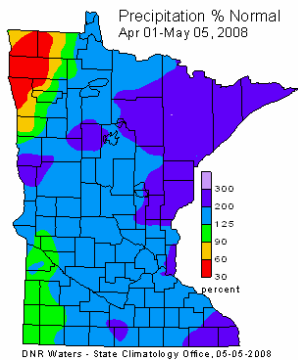 Precipitation % Normal
Apr 01-May 05, 2008
300
200
125
90
60
30
percent
DNR Waters - State Climatology Office, 05-05-2008